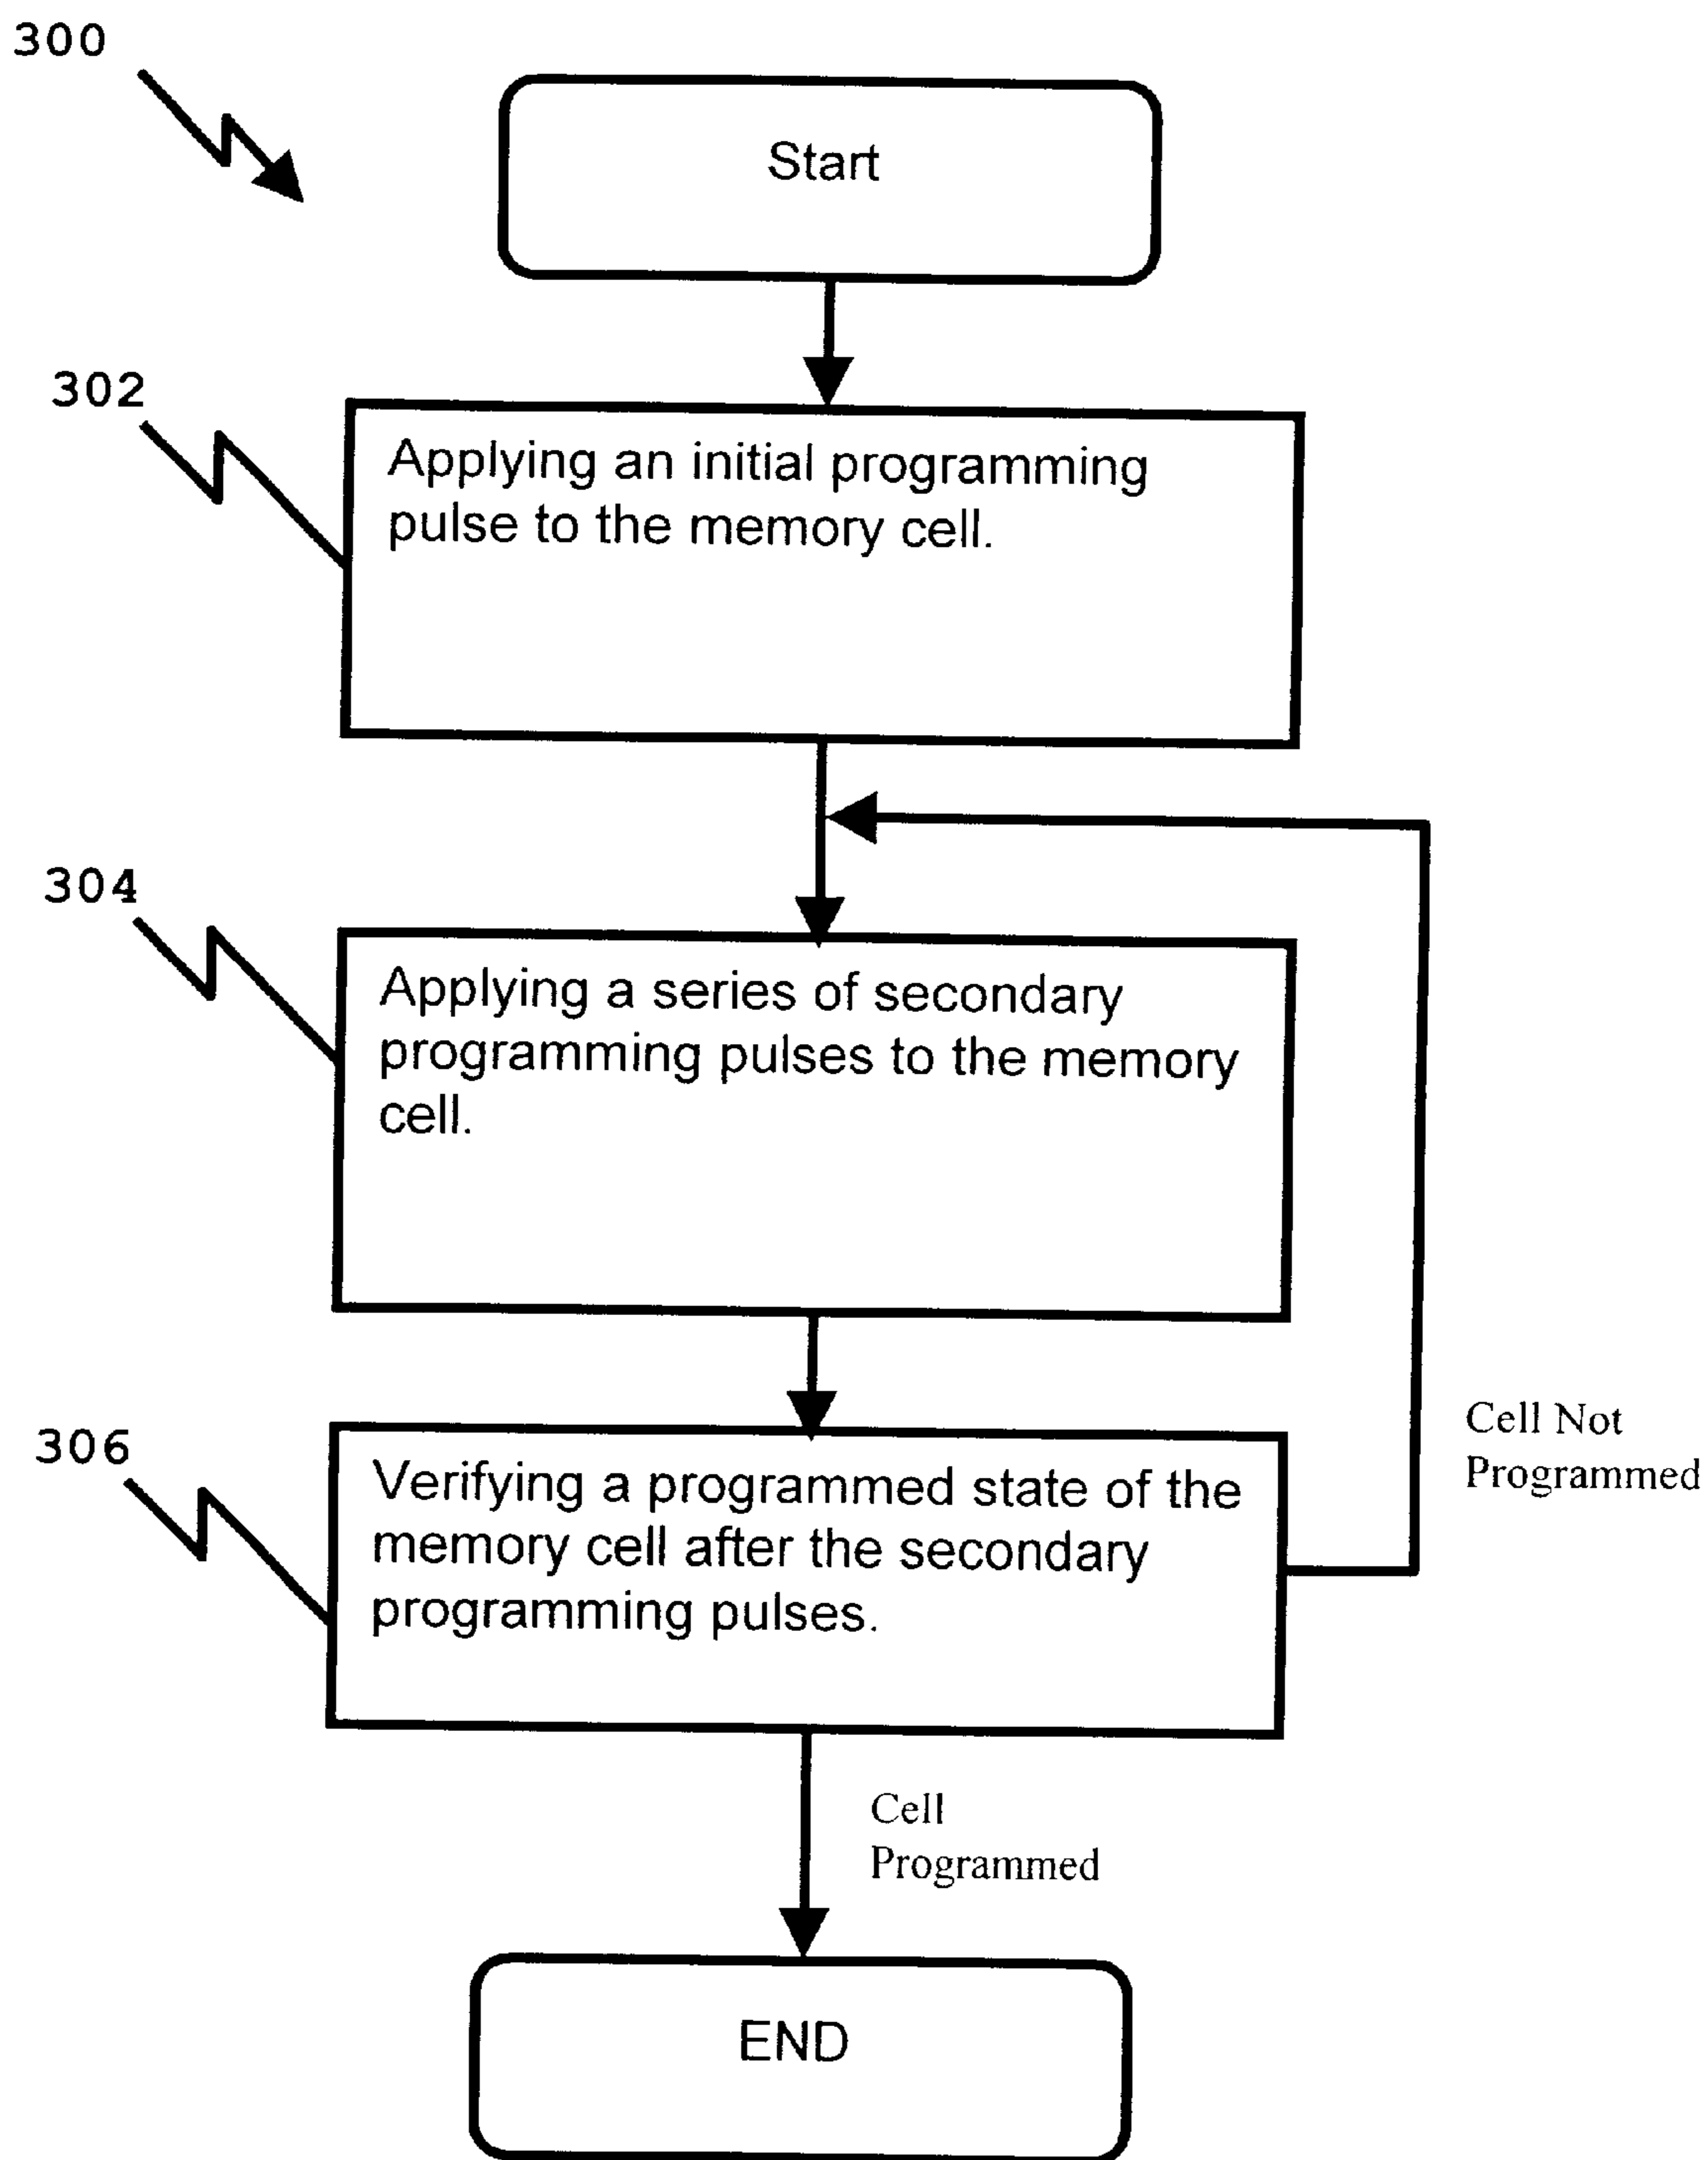 300
Start
302
Applying an initial programming
pulse to the memory cell.
304
Applying a series of secondary
programming pulses to the memory
cell.
306
Verifying a programmed state of the
memory cell after the secondary
programming pulses.
Cell Not
Programmed
Cell
Programmed
END